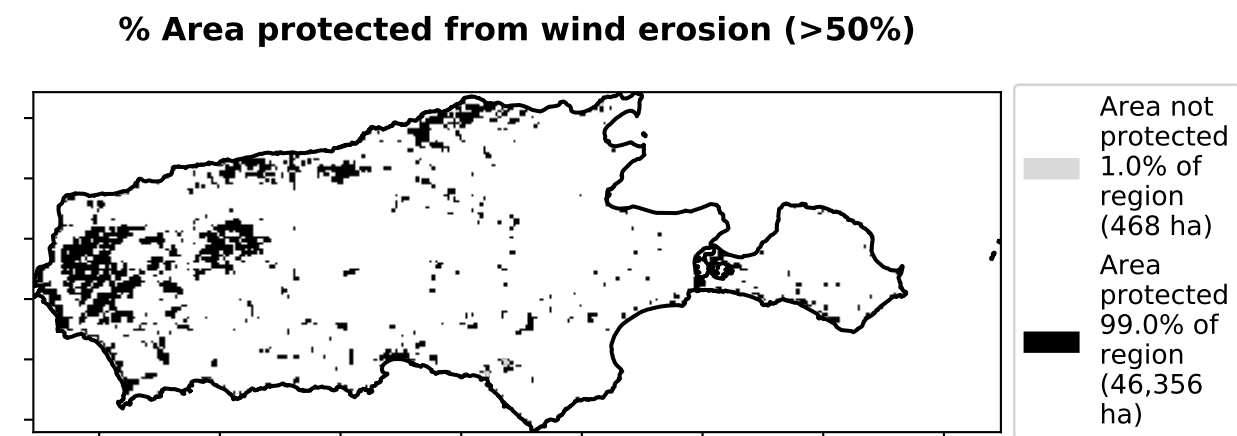 % Area protected from wind erosion (>50%)
Area not
protected
1.0% of
region
(468 ha)
Area
protected
99.0% of
region
(46,356
ha)